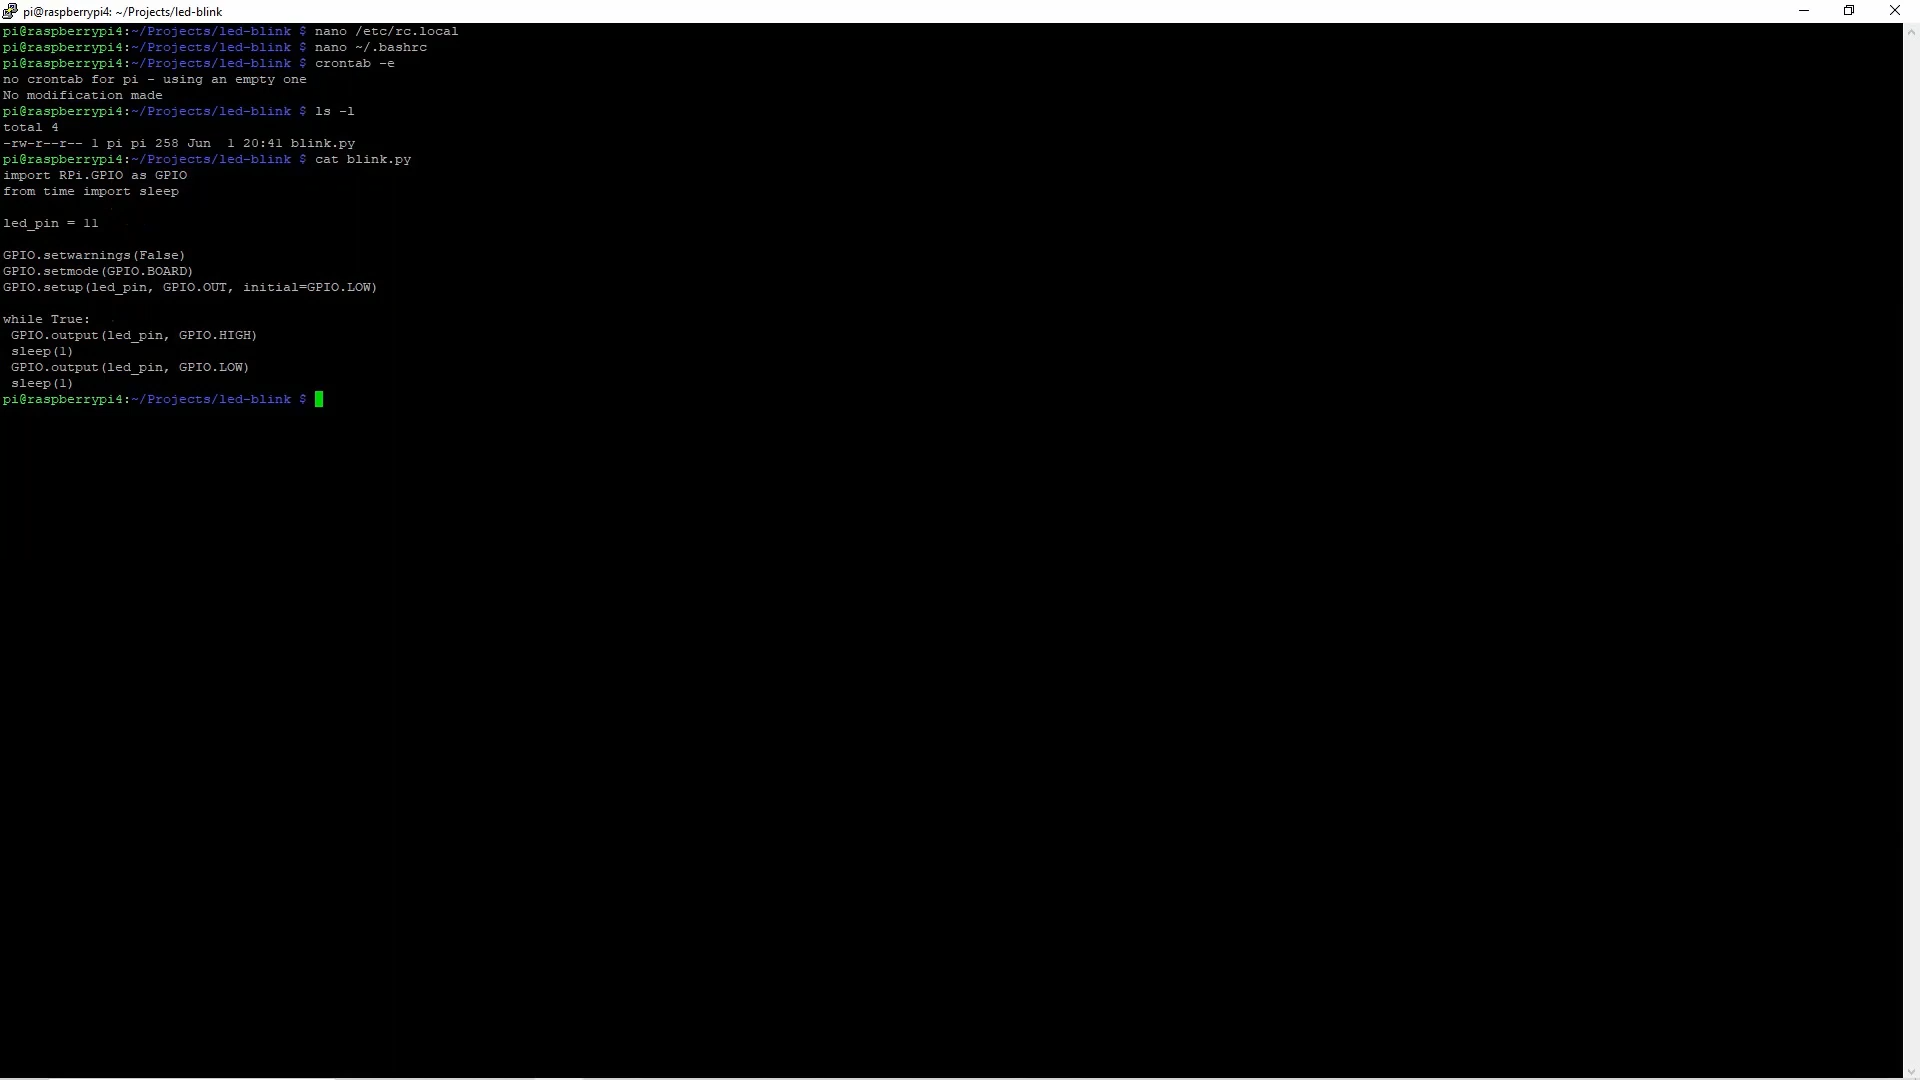 pi@raspberrypi4: ~/Projects/led-blink
pi@raspberrypi4:~/Projects/led-blink $ nano /etc/rc.local
pi@raspberrypi4:~/Projects/led-blink $ nano ~/.bashrc
pi@raspberrypi4:~/Projects/led-blink $ crontab -e
no crontab for pi - using an empty one
No modification made
pi@raspberrypi4:~/Projects/led-blink $ ls -l
total 4
-rw-r--r-- 1 pi pi 258 Jun  1 20:41 blink.py
pi@raspberrypi4:~/Projects/led-blink $ cat blink.py
import RPi.GPIO as GPIO
from time import sleep
led_pin = 11
GPIO.setwarnings(False)
GPIO.setmode(GPIO.BOARD)
GPIO.setup(led_pin, GPIO.OUT, initial=GPIO.LOW)
while True:
 GPIO.output(led_pin, GPIO.HIGH)
 sleep(1)
 GPIO.output(led_pin, GPIO.LOW)
 sleep(1)
pi@raspberrypi4:~/Projects/led-blink $